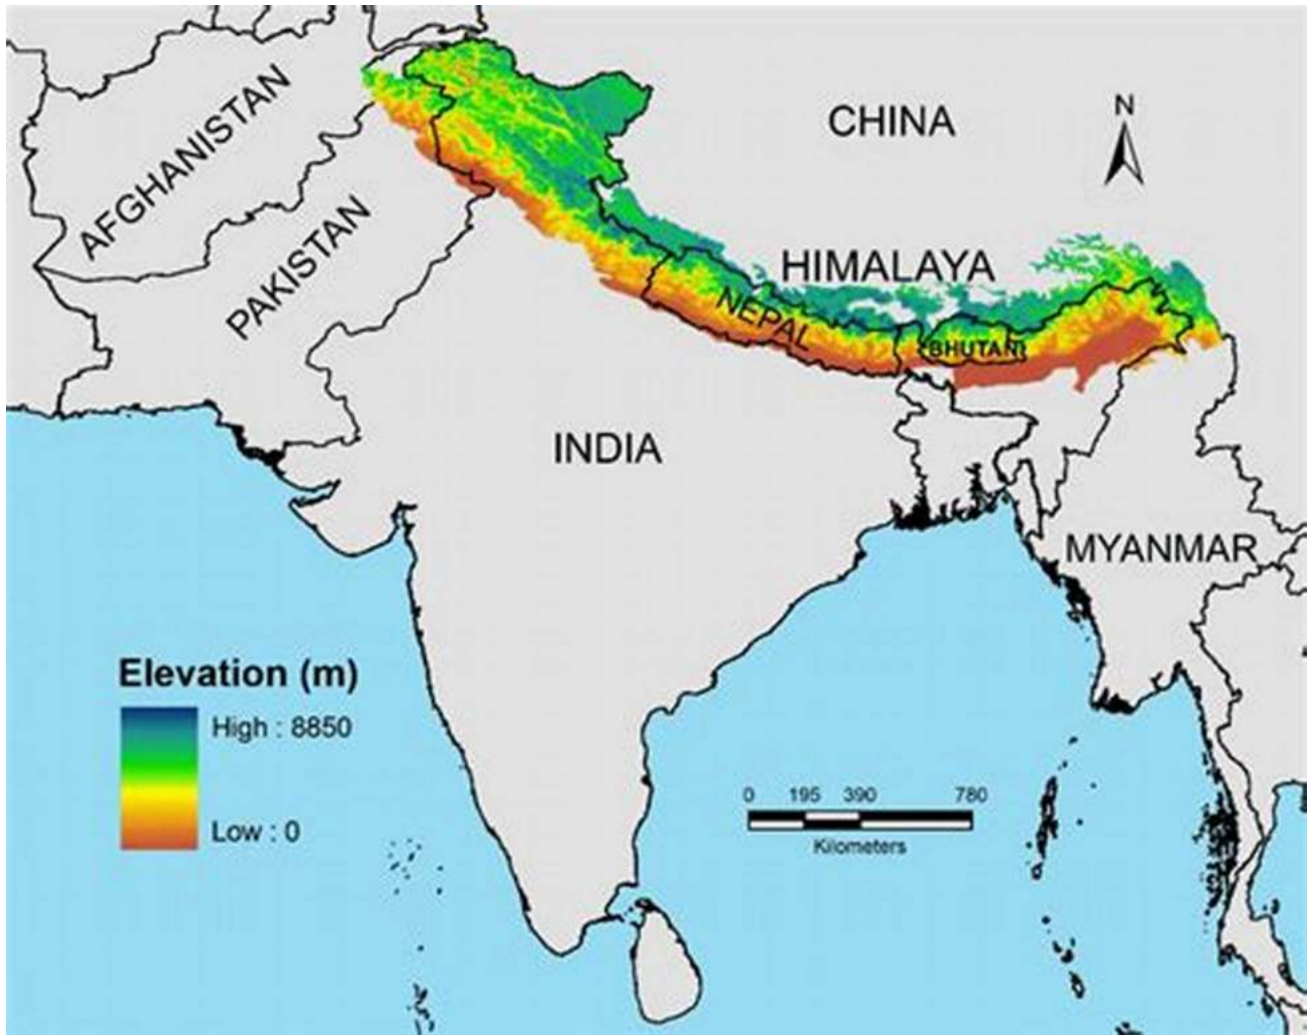 AFGHANISTAN
PAKISTAN
CHINA
N
HIMALAYA
NEPAL
BHUTAN
INDIA
MYANMAR
Elevation (m)
High : 8850
Low : 0
0 195 390 780
Kilometers